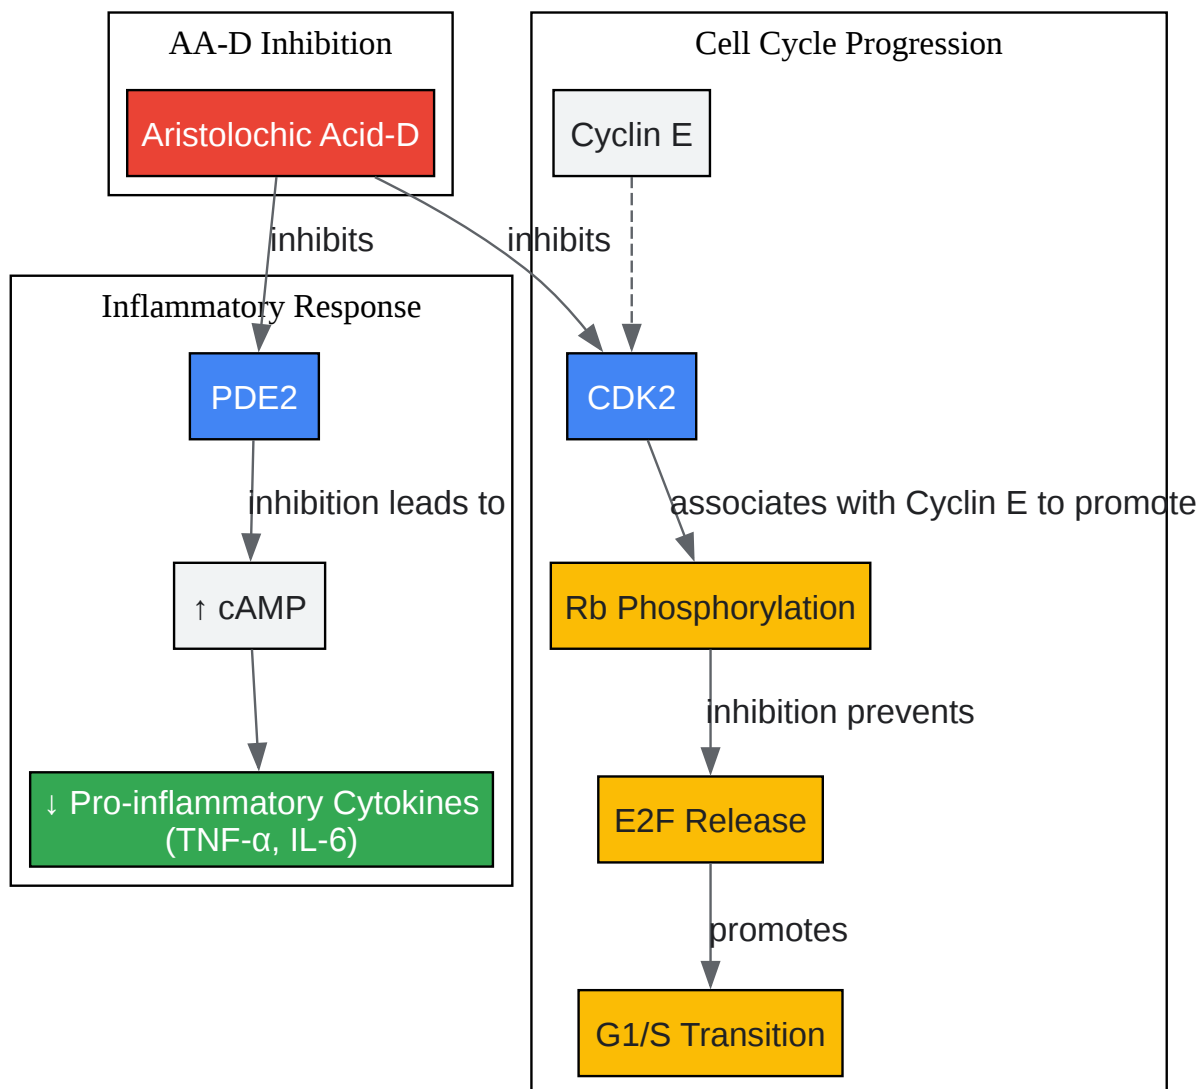 AA-D Inhibition
Aristolochic Acid-D
inhibits
inhibits
Inflammatory Response
PDE2
inhibition leads to
↑ cAMP
↓ Pro-inflammatory Cytokines
(TNF-α, IL-6)
Cell Cycle Progression
Cyclin E
CDK2
associates with Cyclin E to promote
Rb Phosphorylation
inhibition prevents
E2F Release
promotes
G1/S Transition